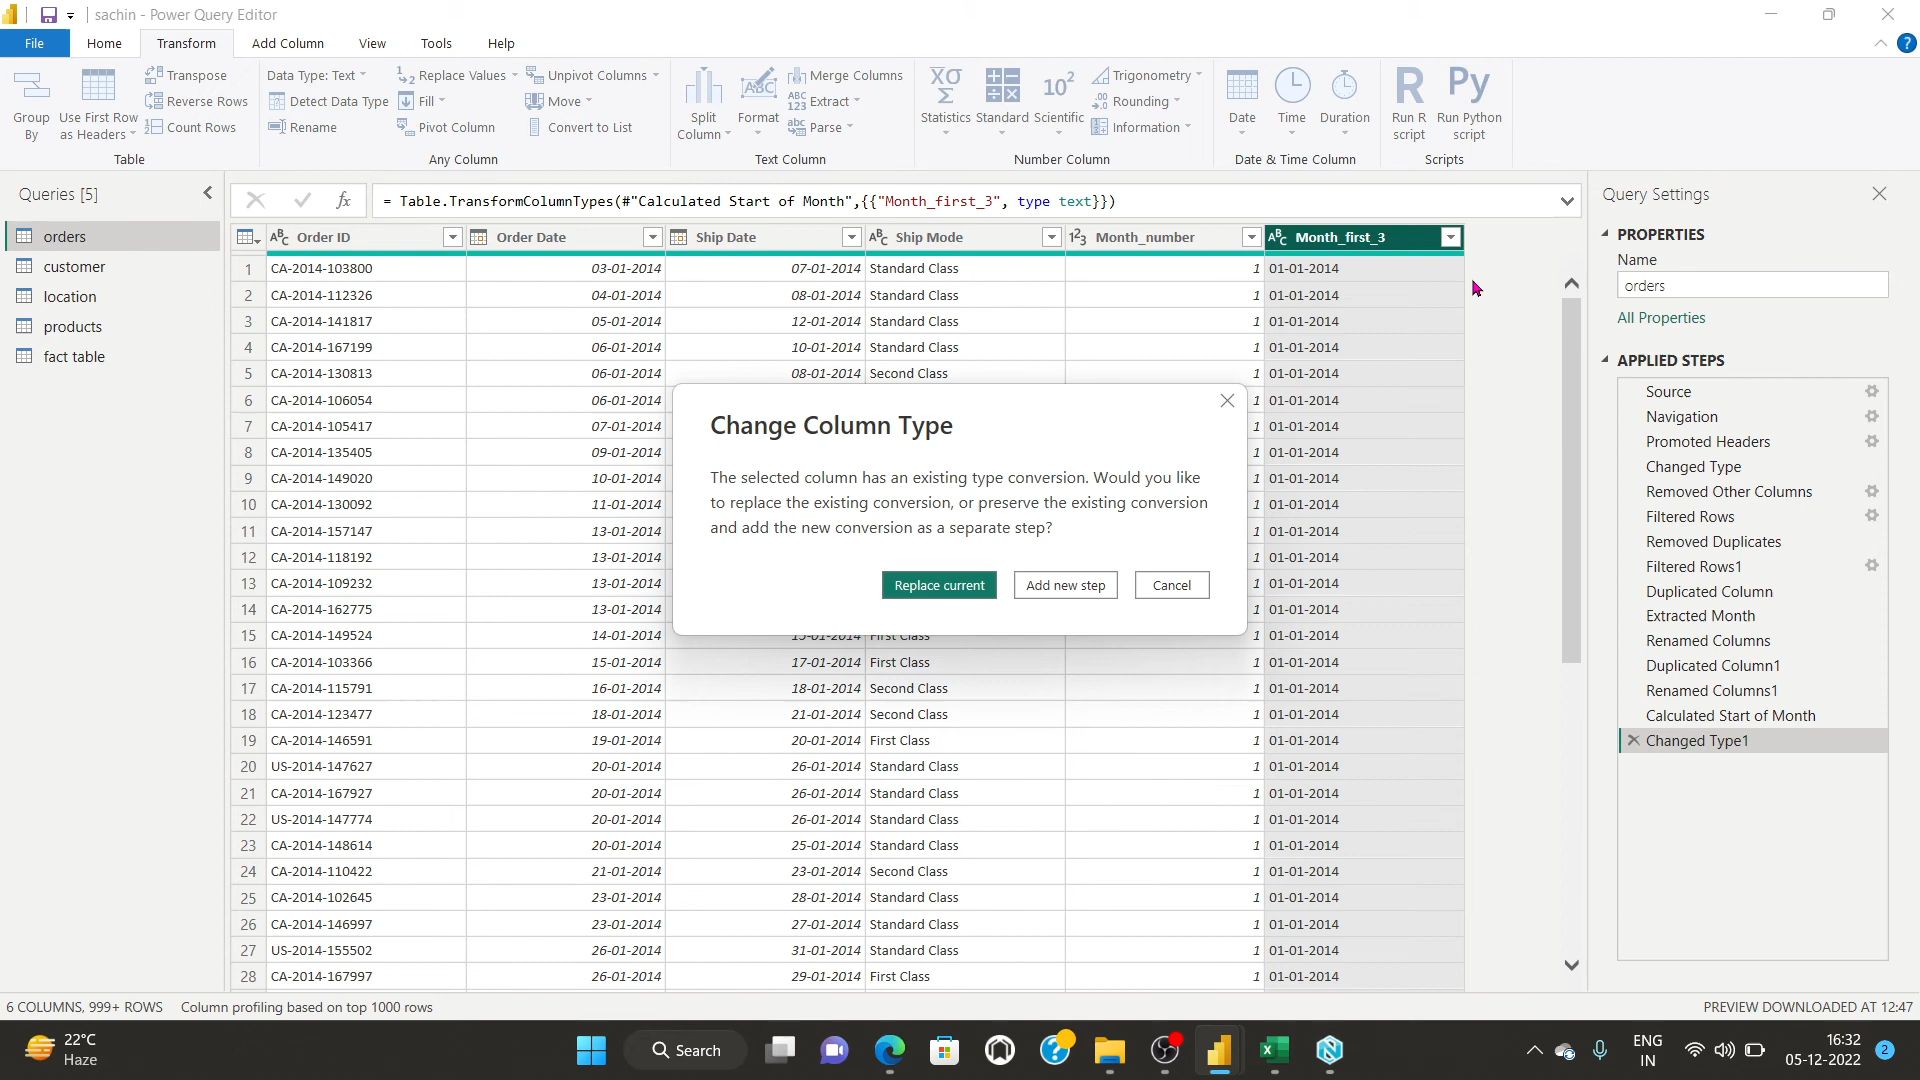 sachin - Power Query Editor
File Home Transform Add Column View Tools Help
Group By
Use First Row as Headers
Transpose
Reverse Rows
Count Rows
Table
Data Type: Text
Detect Data Type
Rename
Replace Values
Fill
Pivot Column
Unpivot Columns
Move
Convert to List
Any Column
Split Column
Format
Merge Columns
Extract
Parse
Text Column
Statistics
Standard
Scientific
Trigonometry
Rounding
Information
Number Column
Date
Time
Duration
Date & Time Column
R
Run R script
Py
Run Python script
Scripts
Queries [5]
orders
customer
location
products
fact table
fx = Table.TransformColumnTypes(#"Calculated Start of Month",{{"Month_first_3", type text}})
Order ID Order Date Ship Date Ship Mode Month_number Month_first_3
1 CA-2014-103800 03-01-2014 07-01-2014 Standard Class 1 01-01-2014
2 CA-2014-112326 04-01-2014 08-01-2014 Standard Class 1 01-01-2014
3 CA-2014-141817 05-01-2014 12-01-2014 Standard Class 1 01-01-2014
4 CA-2014-167199 06-01-2014 10-01-2014 Standard Class 1 01-01-2014
5 CA-2014-130813 06-01-2014 08-01-2014 Second Class 1 01-01-2014
6 CA-2014-106054 06-01-2014 1 01-01-2014
7 CA-2014-105417 07-01-2014 1 01-01-2014
8 CA-2014-135405 09-01-2014 1 01-01-2014
9 CA-2014-149020 10-01-2014 1 01-01-2014
10 CA-2014-130092 11-01-2014 1 01-01-2014
11 CA-2014-157147 13-01-2014 1 01-01-2014
12 CA-2014-118192 13-01-2014 1 01-01-2014
13 CA-2014-109232 13-01-2014 1 01-01-2014
14 CA-2014-162775 13-01-2014 1 01-01-2014
15 CA-2014-149524 14-01-2014 15-01-2014 First Class 1 01-01-2014
16 CA-2014-103366 15-01-2014 17-01-2014 First Class 1 01-01-2014
17 CA-2014-115791 16-01-2014 18-01-2014 Second Class 1 01-01-2014
18 CA-2014-123477 18-01-2014 21-01-2014 Second Class 1 01-01-2014
19 CA-2014-146591 19-01-2014 20-01-2014 First Class 1 01-01-2014
20 US-2014-147627 20-01-2014 26-01-2014 Standard Class 1 01-01-2014
21 CA-2014-167927 20-01-2014 26-01-2014 Standard Class 1 01-01-2014
22 US-2014-147774 20-01-2014 26-01-2014 Standard Class 1 01-01-2014
23 CA-2014-148614 20-01-2014 25-01-2014 Standard Class 1 01-01-2014
24 CA-2014-110422 21-01-2014 23-01-2014 Second Class 1 01-01-2014
25 CA-2014-102645 23-01-2014 28-01-2014 Standard Class 1 01-01-2014
26 CA-2014-146997 23-01-2014 27-01-2014 Standard Class 1 01-01-2014
27 US-2014-155502 26-01-2014 31-01-2014 Standard Class 1 01-01-2014
28 CA-2014-167997 26-01-2014 29-01-2014 First Class 1 01-01-2014
Change Column Type
The selected column has an existing type conversion. Would you like
to replace the existing conversion, or preserve the existing conversion
and add the new conversion as a separate step?
Replace current Add new step Cancel
Query Settings
PROPERTIES
Name
orders
All Properties
APPLIED STEPS
Source
Navigation
Promoted Headers
Changed Type
Removed Other Columns
Filtered Rows
Removed Duplicates
Filtered Rows1
Duplicated Column
Extracted Month
Renamed Columns
Duplicated Column1
Renamed Columns1
Calculated Start of Month
Changed Type1
6 COLUMNS, 999+ ROWS Column profiling based on top 1000 rows PREVIEW DOWNLOADED AT 12:47
22°C
Haze
Search
ENG
IN
16:32
05-12-2022
2